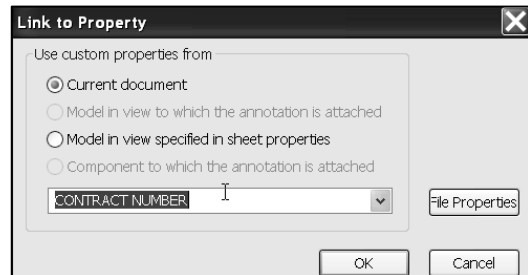 Link to Property
Use custom properties from
Current document
Model in view to which the annotation is attached
Model in view specified in sheet properties
Component to which the annotation is attached
CONTRACT NUMBER
File Properties
OK
Cancel